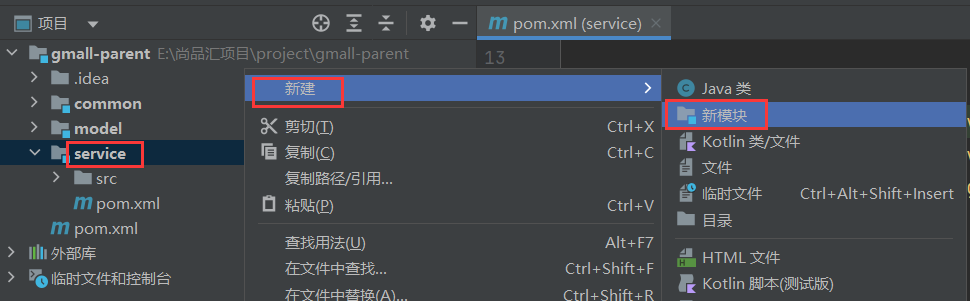 项目
pom.xml (service)
gmall-parent E:\尚品汇项目\project\gmall-parent
13
.idea
common
model
service
src
pom.xml
pom.xml
外部库
临时文件和控制台
新建
剪切(T) Ctrl+X
复制(C) Ctrl+C
复制路径/引用...
粘贴(P) Ctrl+V
查找用法(U) Alt+F7
在文件中查找... Ctrl+Shift+F
在文件中替换(A)... Ctrl+Shift+R
Java 类
新模块
Kotlin 类/文件
文件
临时文件 Ctrl+Alt+Shift+Insert
目录
HTML 文件
Kotlin 脚本(测试版)